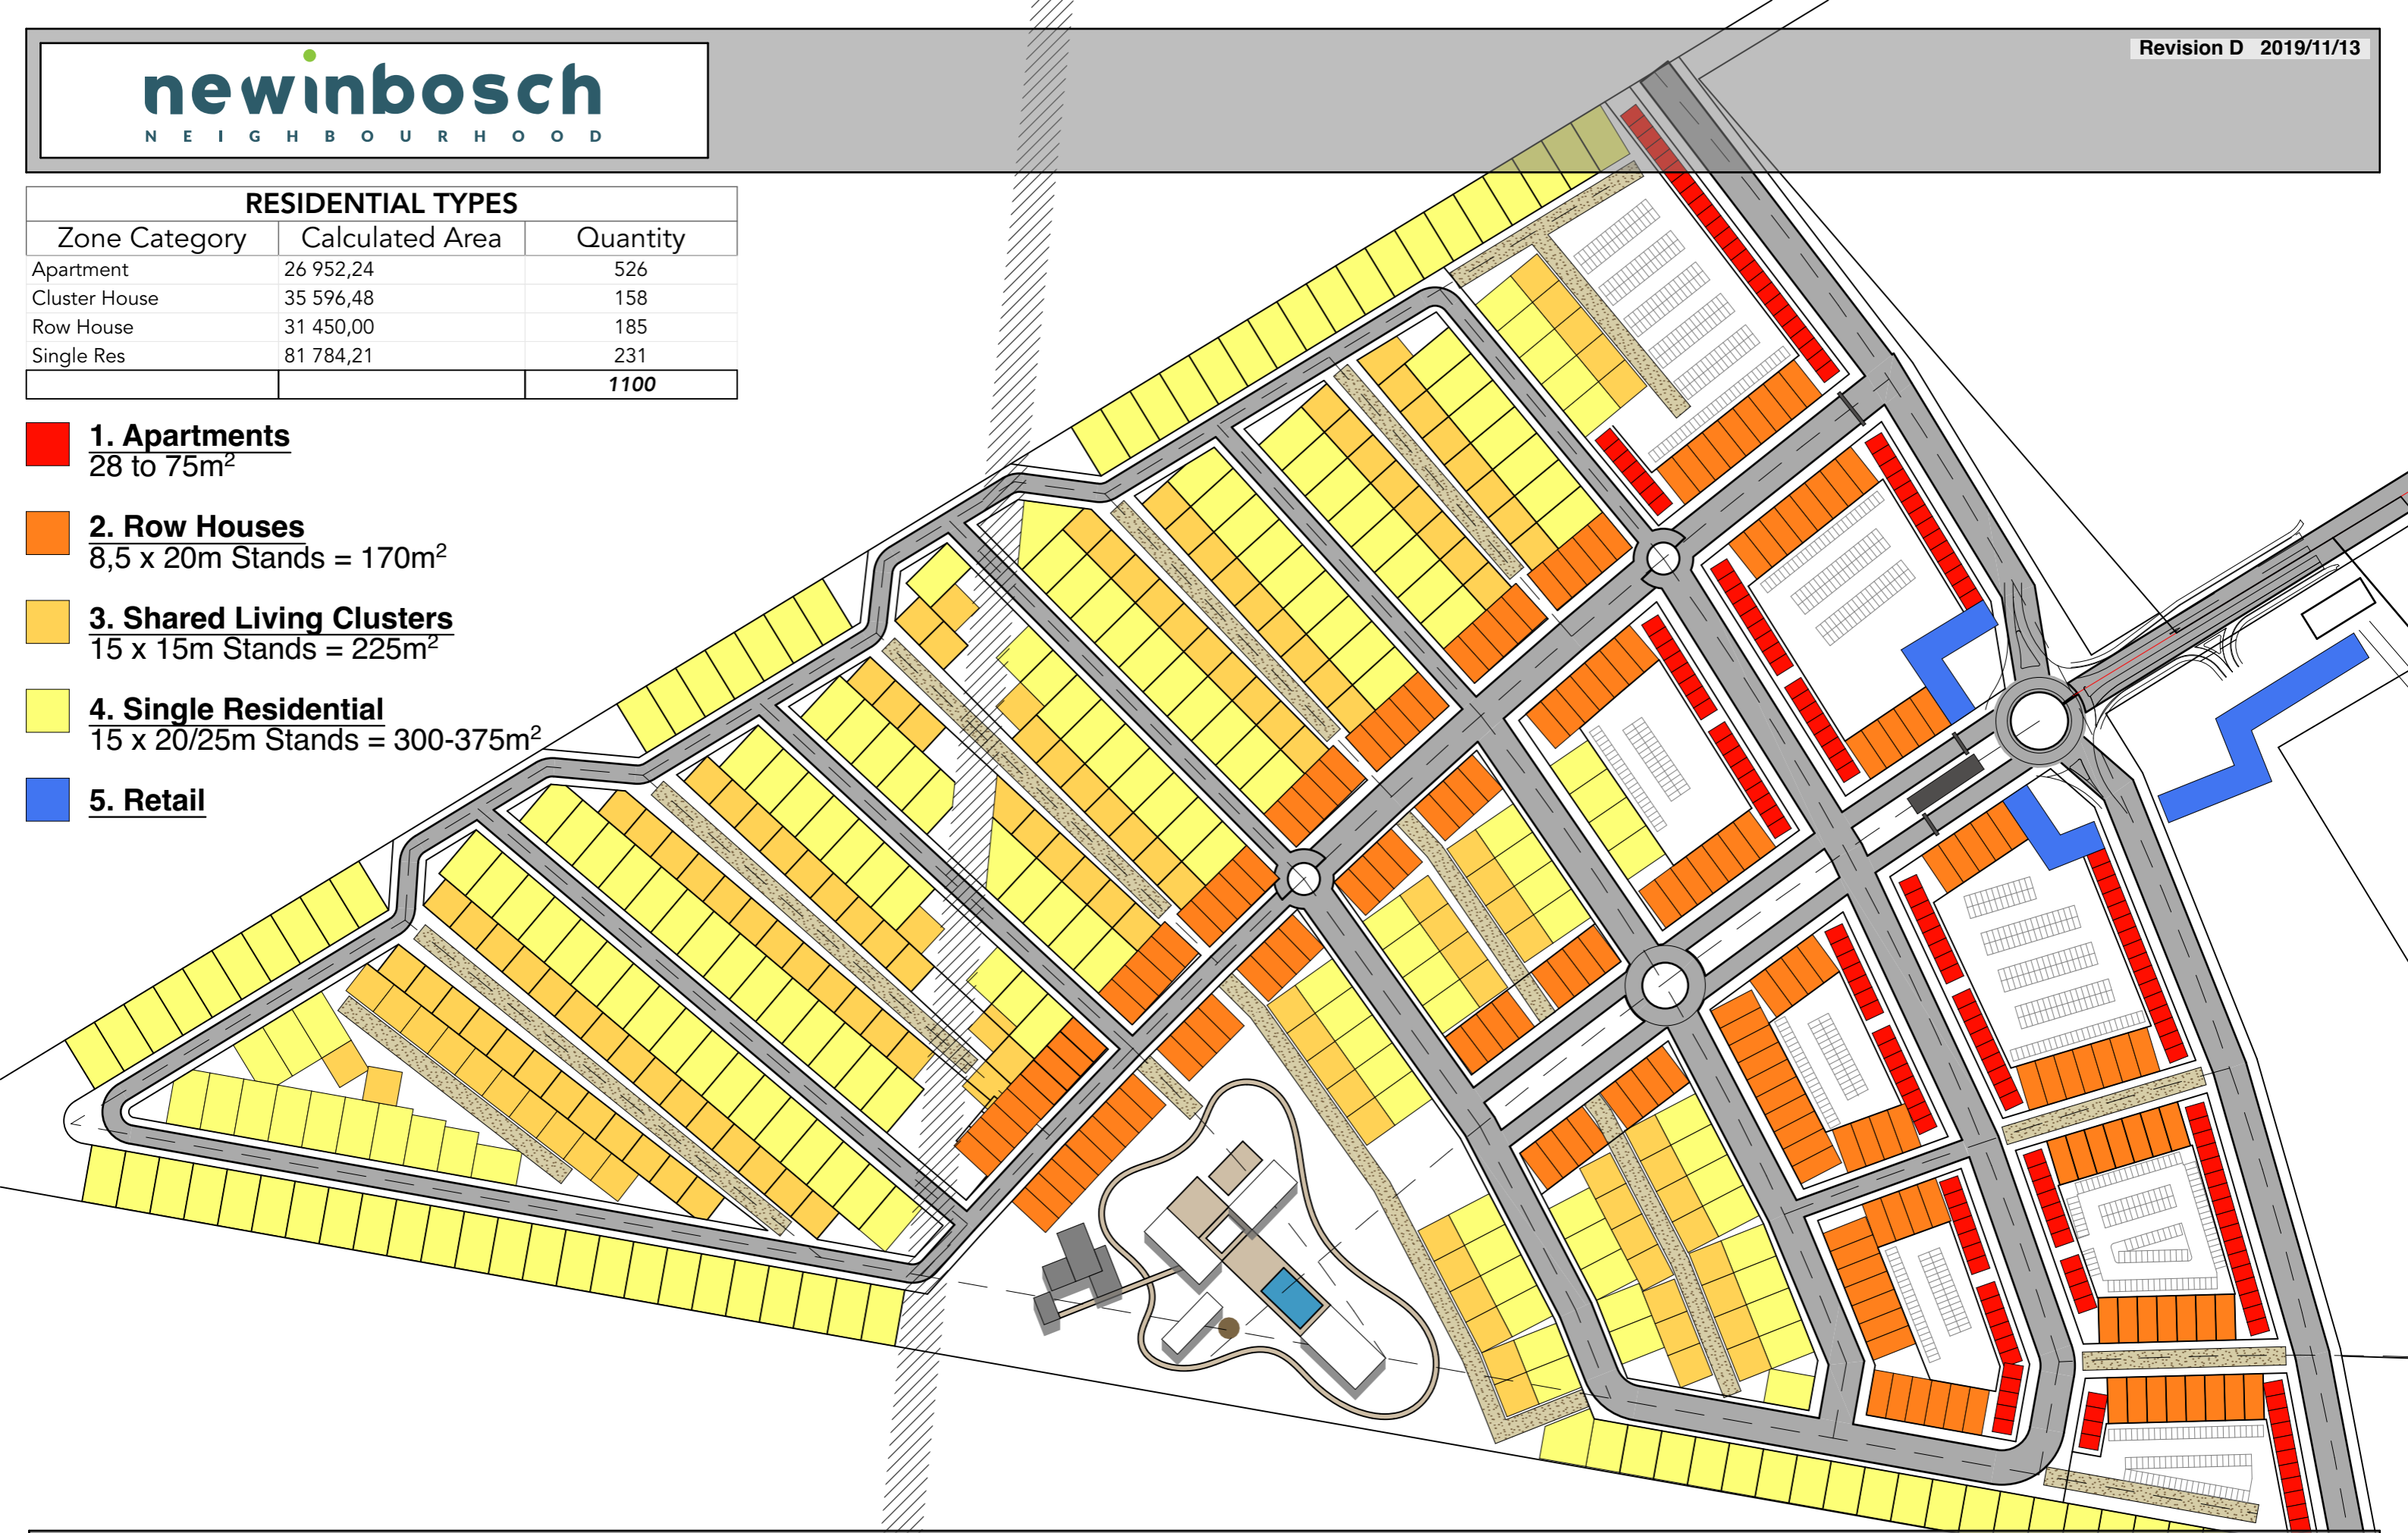 newinbosch
NEIGHBOURHOOD
Revision D 2019/11/13
RESIDENTIAL TYPES
Zone Category Calculated Area Quantity
Apartment 26 952,24 526
Cluster House 35 596,48 158
Row House 31 450,00 185
Single Res 81 784,21 231
1100
1. Apartments
28 to 75m²
2. Row Houses
8,5 x 20m Stands = 170m²
3. Shared Living Clusters
15 x 15m Stands = 225m²
4. Single Residential
15 x 20/25m Stands = 300-375m²
5. Retail